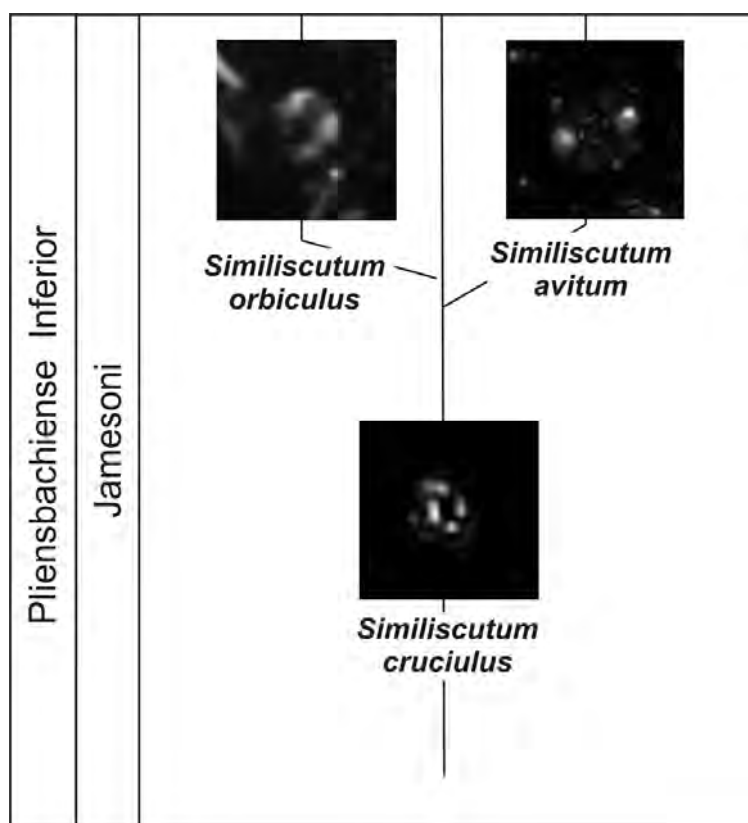 Pliensbachiense Inferior
Jamesoni
Similiscutum
orbiculus
Similiscutum
avitum
Similiscutum
cruciulus